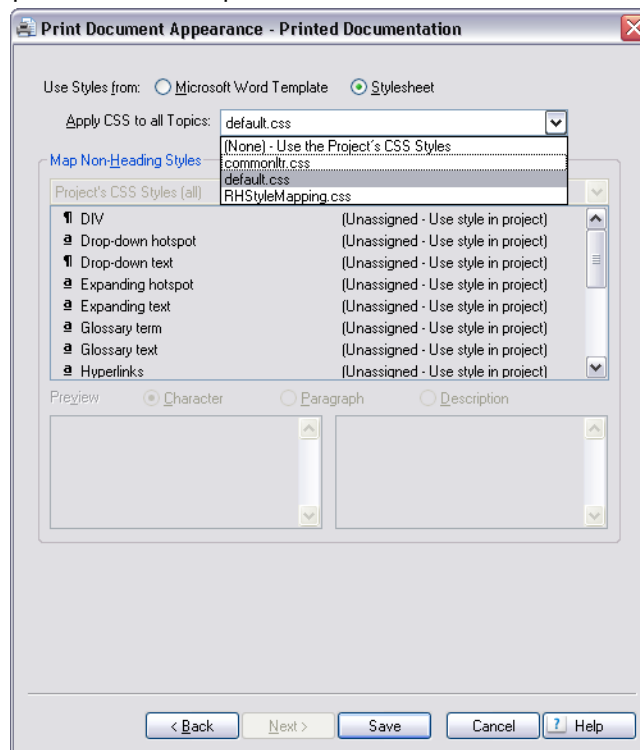 Print Document Appearance - Printed Documentation
Use Styles from: Microsoft Word Template Stylesheet
Apply CSS to all Topics: default.css
(None) - Use the Project's CSS Styles
commonltr.css
default.css
RHStyleMapping.css
Map Non-Heading Styles
Project's CSS Styles (all)
¶ DIV (Unassigned - Use style in project)
a Drop-down hotspot (Unassigned - Use style in project)
¶ Drop-down text (Unassigned - Use style in project)
a Expanding hotspot (Unassigned - Use style in project)
a Expanding text (Unassigned - Use style in project)
a Glossary term (Unassigned - Use style in project)
a Glossary text (Unassigned - Use style in project)
a Hyperlinks (Unassigned - Use style in project)
Preview Character Paragraph Description
< Back Next > Save Cancel ? Help